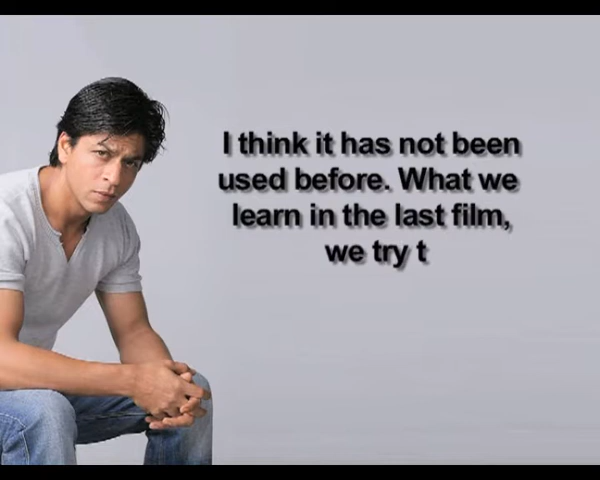 I think it has not been
used before. What we
learn in the last film,
we try t